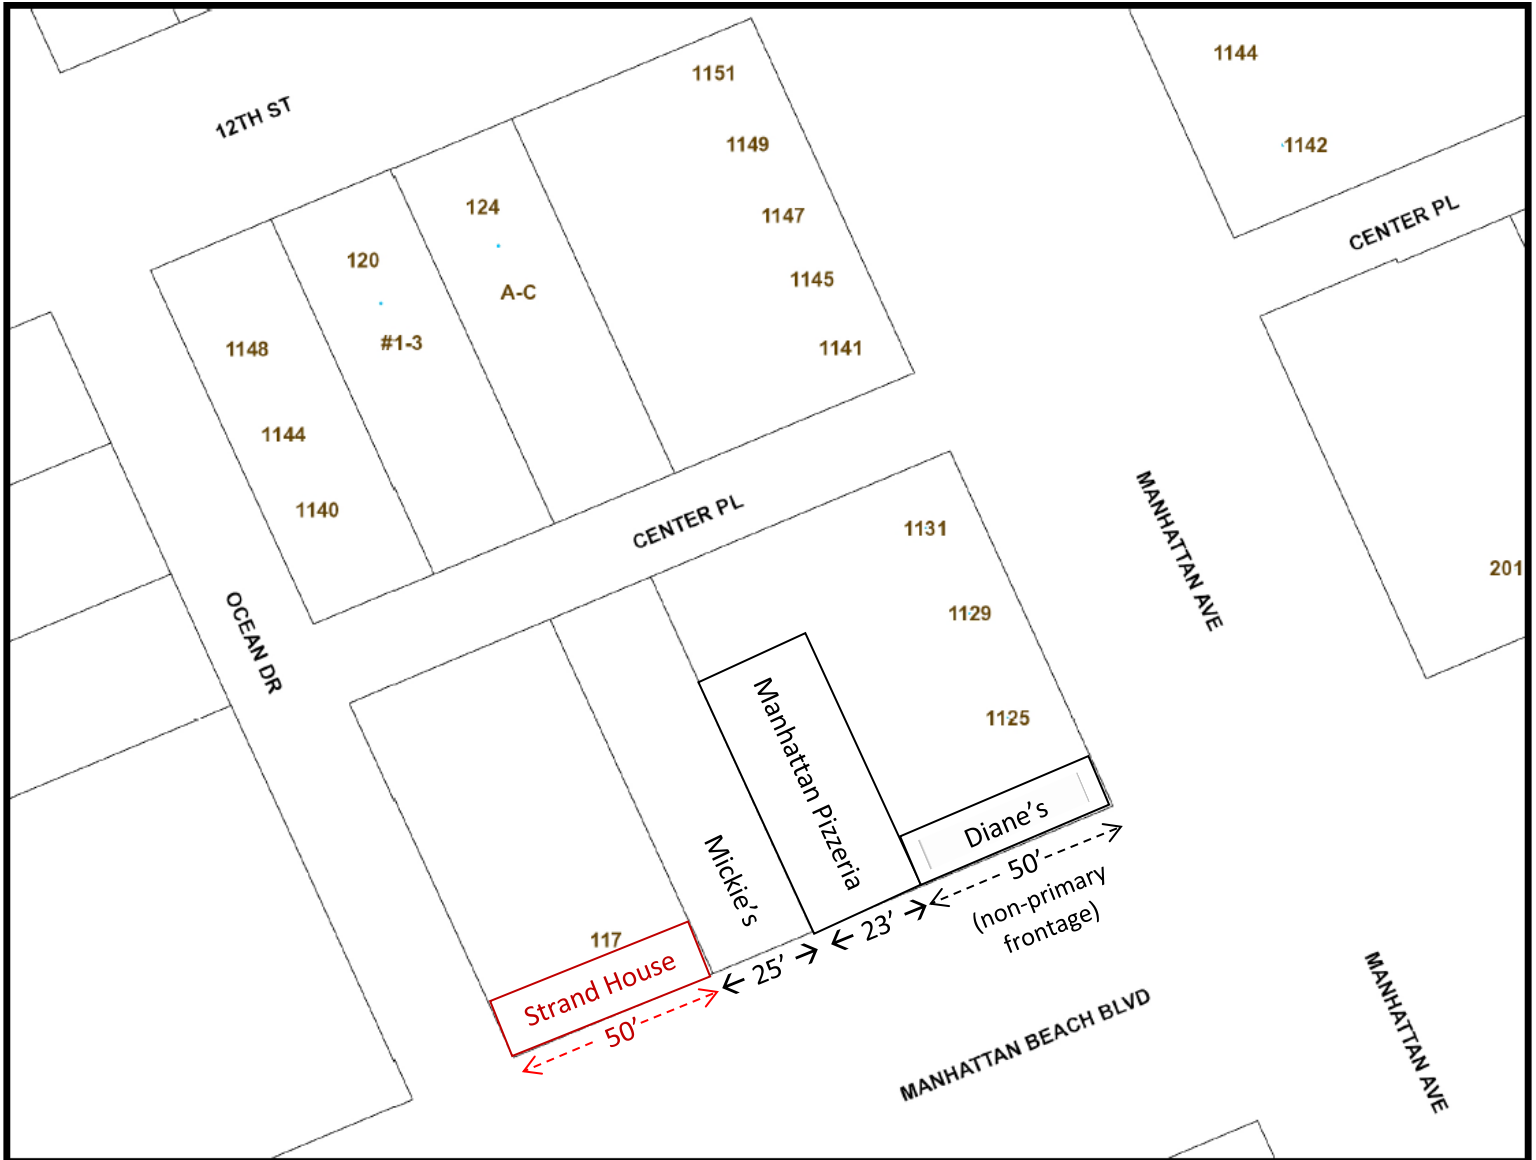 1151
1144
12TH ST
1149
1142
124
1147
CENTER PL
120
A-C
1145
1148
#1-3
1141
1144
1140
CENTER PL
MANHATTAN AVE
1131
201
OCEAN DR
1129
1125
Manhattan Pizzeria
Mickie’s
Diane’s
50’
(non-primary
frontage)
23’
25’
117
Strand House
50’
MANHATTAN BEACH BLVD
MANHATTAN AVE